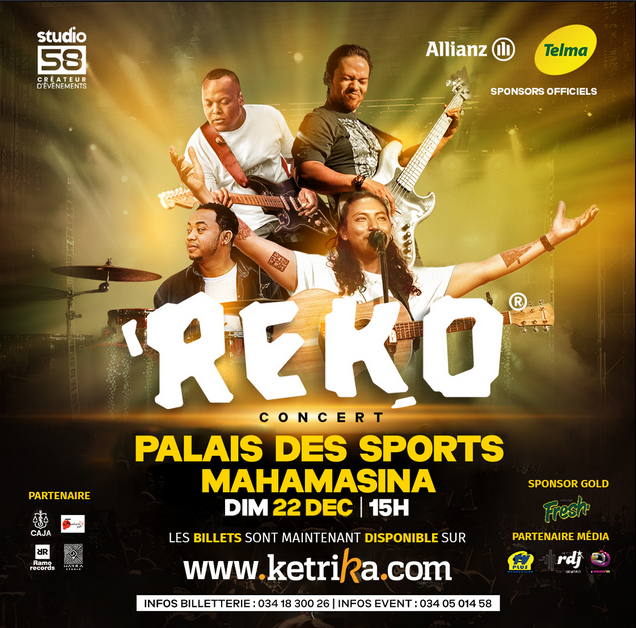 studio
58
CRÉATEUR
D'ÉVÈNEMENTS
Allianz
Telma
SPONSORS OFFICIELS
'REKO®
CONCERT
PALAIS DES SPORTS
MAHAMASINA
DIM 22 DEC | 15H
PARTENAIRE
CAJA
RR
Ramo
records
SPONSOR GOLD
Fresh
PARTENAIRE MÉDIA
rdj
LES BILLETS SONT MAINTENANT DISPONIBLE SUR
www.ketrika.com
INFOS BILLETTERIE : 034 18 300 26 | INFOS EVENT : 034 05 014 58